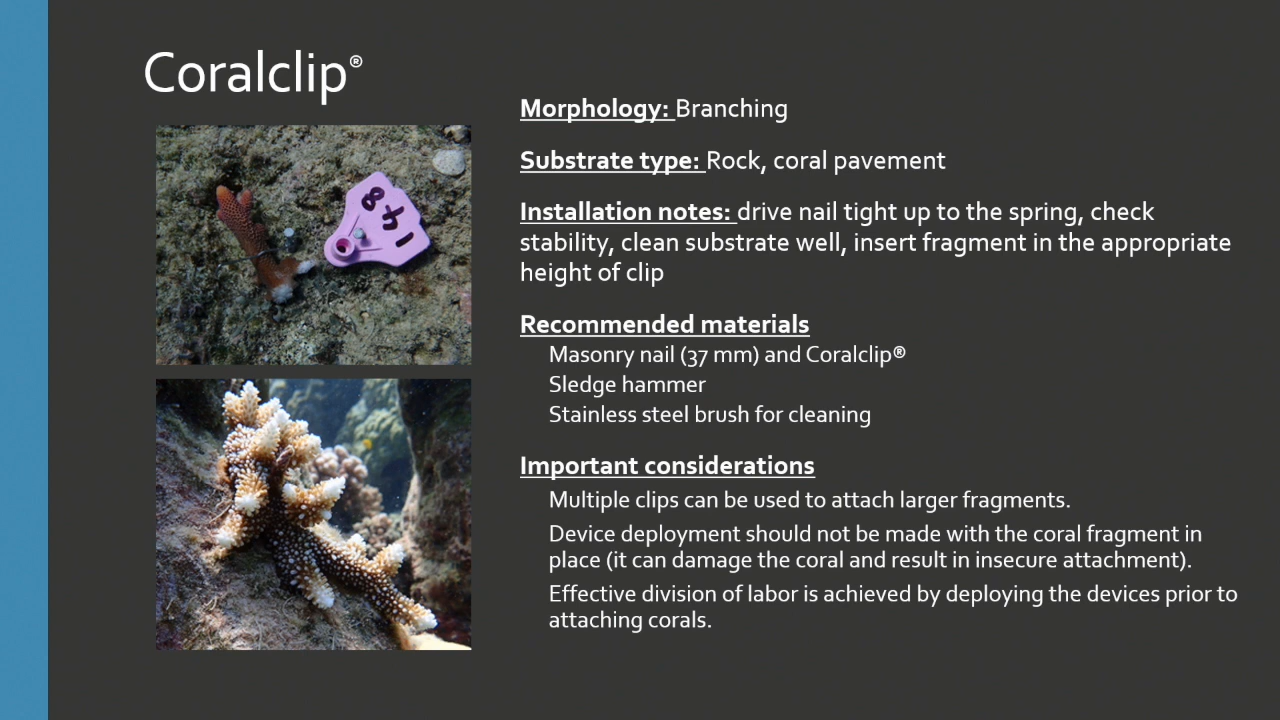 Coralclip®
148
Morphology: Branching
Substrate type: Rock, coral pavement
Installation notes: drive nail tight up to the spring, check
stability, clean substrate well, insert fragment in the appropriate
height of clip
Recommended materials
Masonry nail (37 mm) and Coralclip®
Sledge hammer
Stainless steel brush for cleaning
Important considerations
Multiple clips can be used to attach larger fragments.
Device deployment should not be made with the coral fragment in
place (it can damage the coral and result in insecure attachment).
Effective division of labor is achieved by deploying the devices prior to
attaching corals.